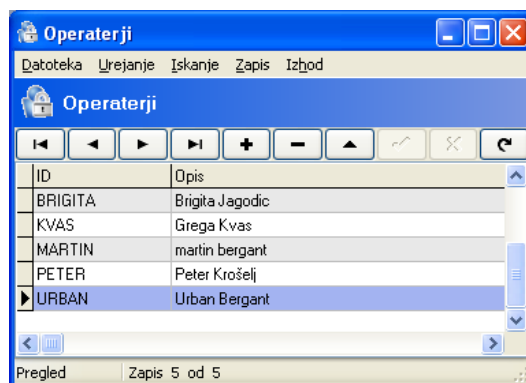 Operaterji
Datoteka Urejanje Iskanje Zapis Izhod
Operaterji
ID Opis
BRIGITA Brigita Jagodic
KVAS Grega Kvas
MARTIN martin bergant
PETER Peter Krošelj
URBAN Urban Bergant
Pregled Zapis 5 od 5